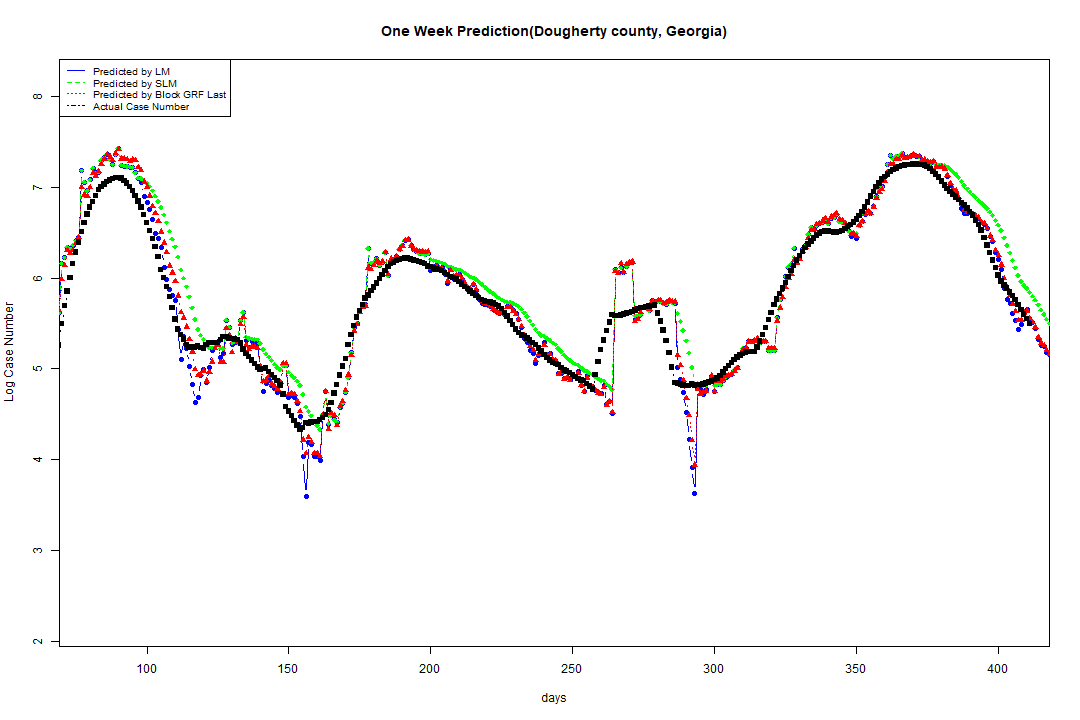 One Week Prediction(Dougherty county, Georgia)
Predicted by LM
Predicted by SLM
Predicted by Block GRF Last
Actual Case Number
Log Case Number
8
7
6
5
4
3
2
100 150 200 250 300 350 400
days